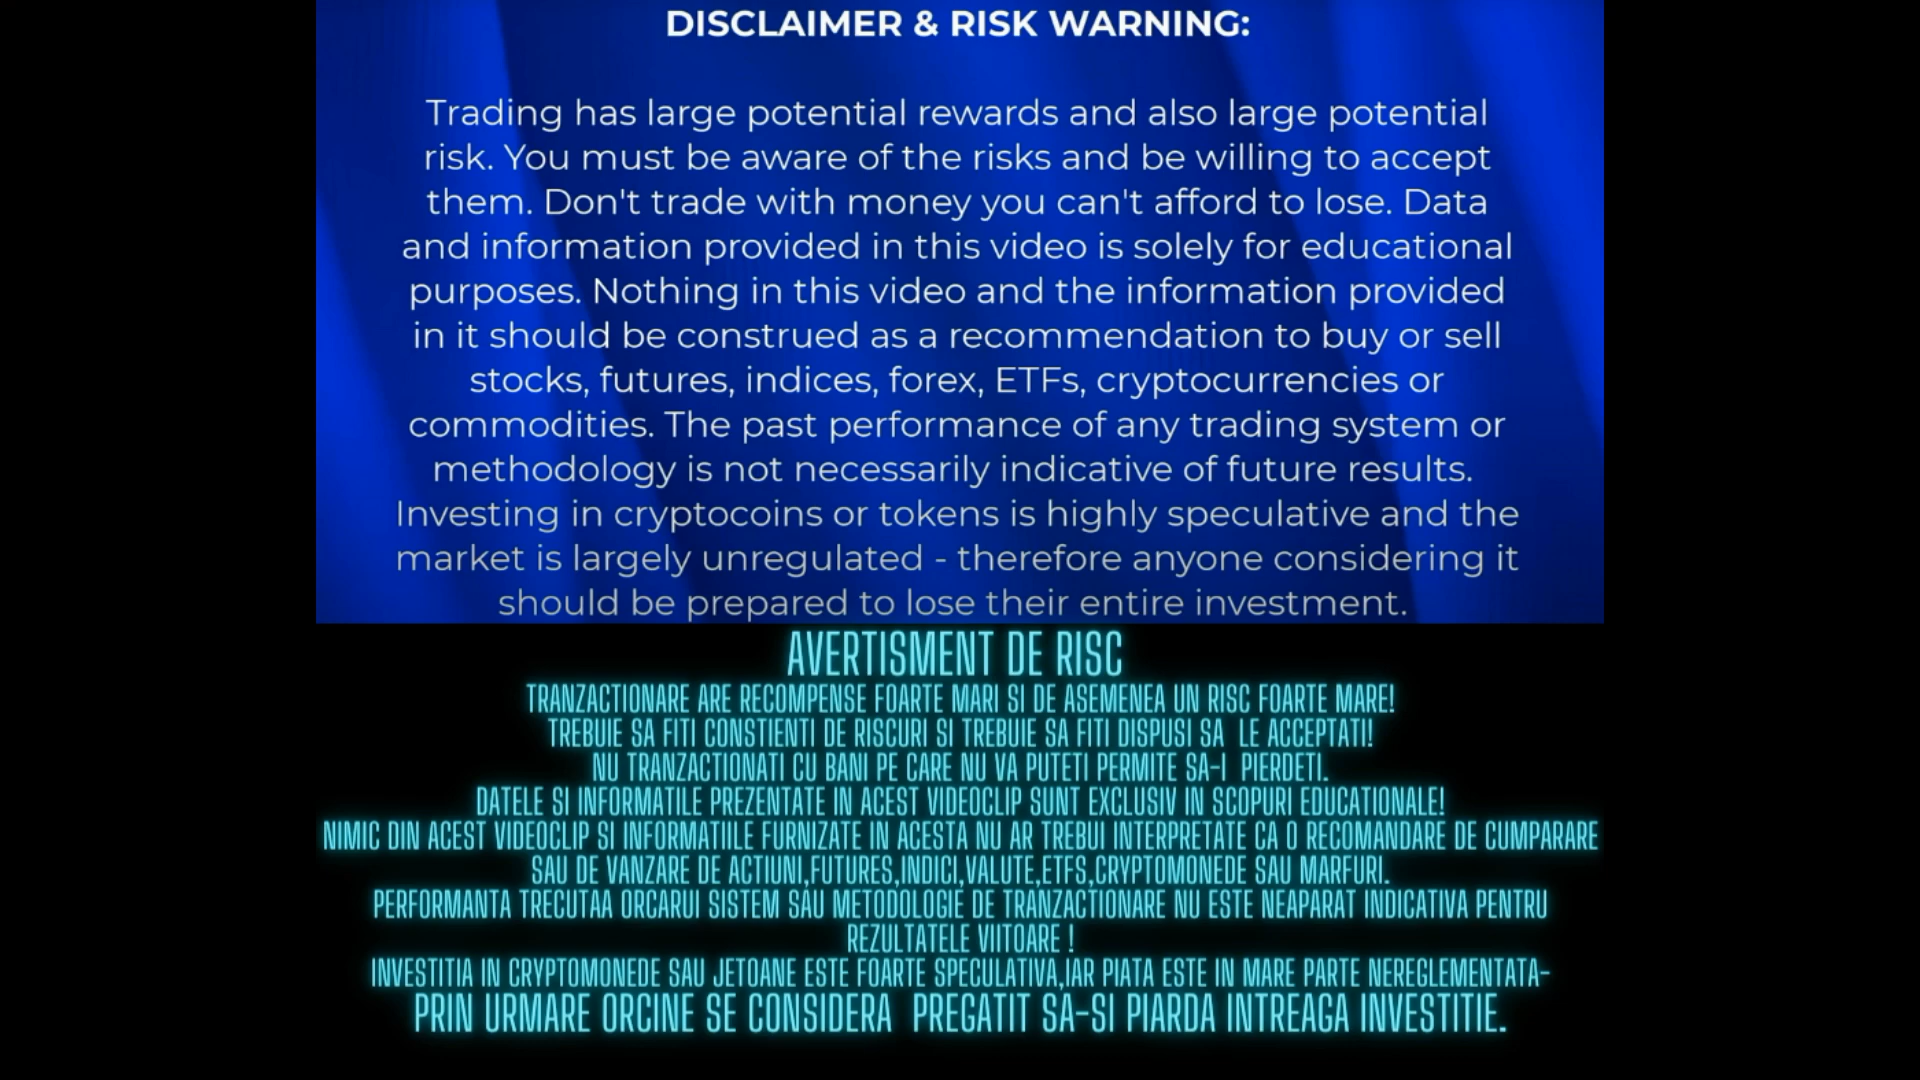 DISCLAIMER & RISK WARNING:
Trading has large potential rewards and also large potential
risk. You must be aware of the risks and be willing to accept
them. Don't trade with money you can't afford to lose. Data
and information provided in this video is solely for educational
purposes. Nothing in this video and the information provided
in it should be construed as a recommendation to buy or sell
stocks, futures, indices, forex, ETFs, cryptocurrencies or
commodities. The past performance of any trading system or
methodology is not necessarily indicative of future results.
Investing in cryptocoins or tokens is highly speculative and the
market is largely unregulated - therefore anyone considering it
should be prepared to lose their entire investment.
AVERTISMENT DE RISC
TRANZACTIONARE ARE RECOMPENSE FOARTE MARI SI DE ASEMENEA UN RISC FOARTE MARE!
TREBUIE SA FITI CONSTIENTI DE RISCURI SI TREBUIE SA FITI DISPUSI SA LE ACCEPTATI!
NU TRANZACTIONATI CU BANI PE CARE NU VA PUTETI PERMITE SA-I PIERDETI.
DATELE SI INFORMATILE PREZENTATE IN ACEST VIDEOCLIP SUNT EXCLUSIV IN SCOPURI EDUCATIONALE!
NIMIC DIN ACEST VIDEOCLIP SI INFORMATIILE FURNIZATE IN ACESTA NU AR TREBUI INTERPRETATE CA O RECOMANDARE DE CUMPARARE
SAU DE VANZARE DE ACTIUNI,FUTURES,INDICI,VALUTE,ETFS,CRYPTOMONEDE SAU MARFURI.
PERFORMANTA TRECUTAA ORCARUI SISTEM SAU METODOLOGIE DE TRANZACTIONARE NU ESTE NEAPARAT INDICATIVA PENTRU
REZULTATELE VIITOARE !
INVESTITIA IN CRYPTOMONEDE SAU JETOANE ESTE FOARTE SPECULATIVA,IAR PIATA ESTE IN MARE PARTE NEREGLEMENTATA-
PRIN URMARE ORCINE SE CONSIDERA PREGATIT SA-SI PIARDA INTREAGA INVESTITIE.